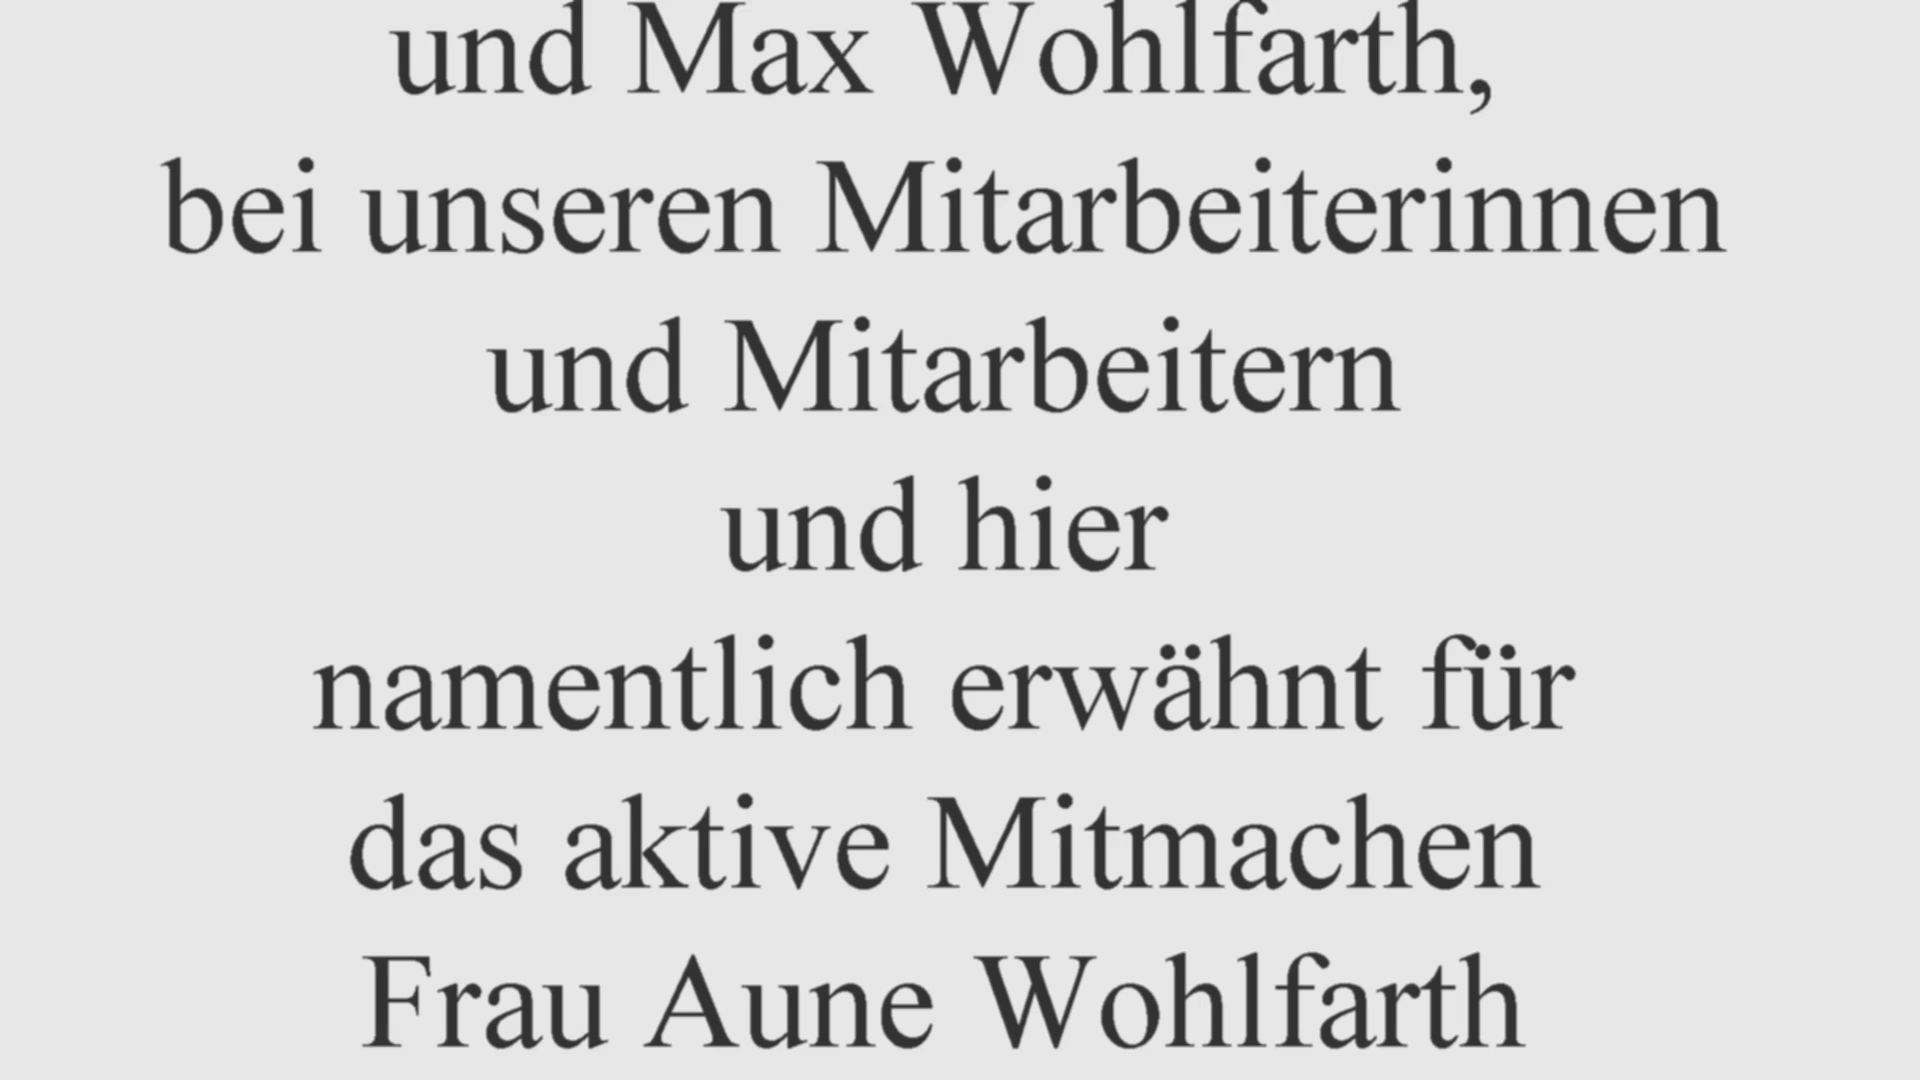 und Max Wohlfarth,
bei unseren Mitarbeiterinnen
und Mitarbeitern
und hier
namentlich erwähnt für
das aktive Mitmachen
Frau Aune Wohlfarth